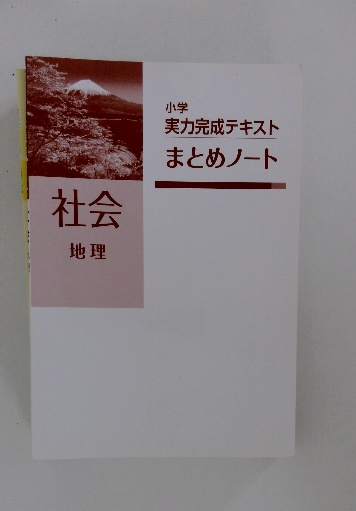 小学
実力完成テキスト
まとめノート
社会
地理